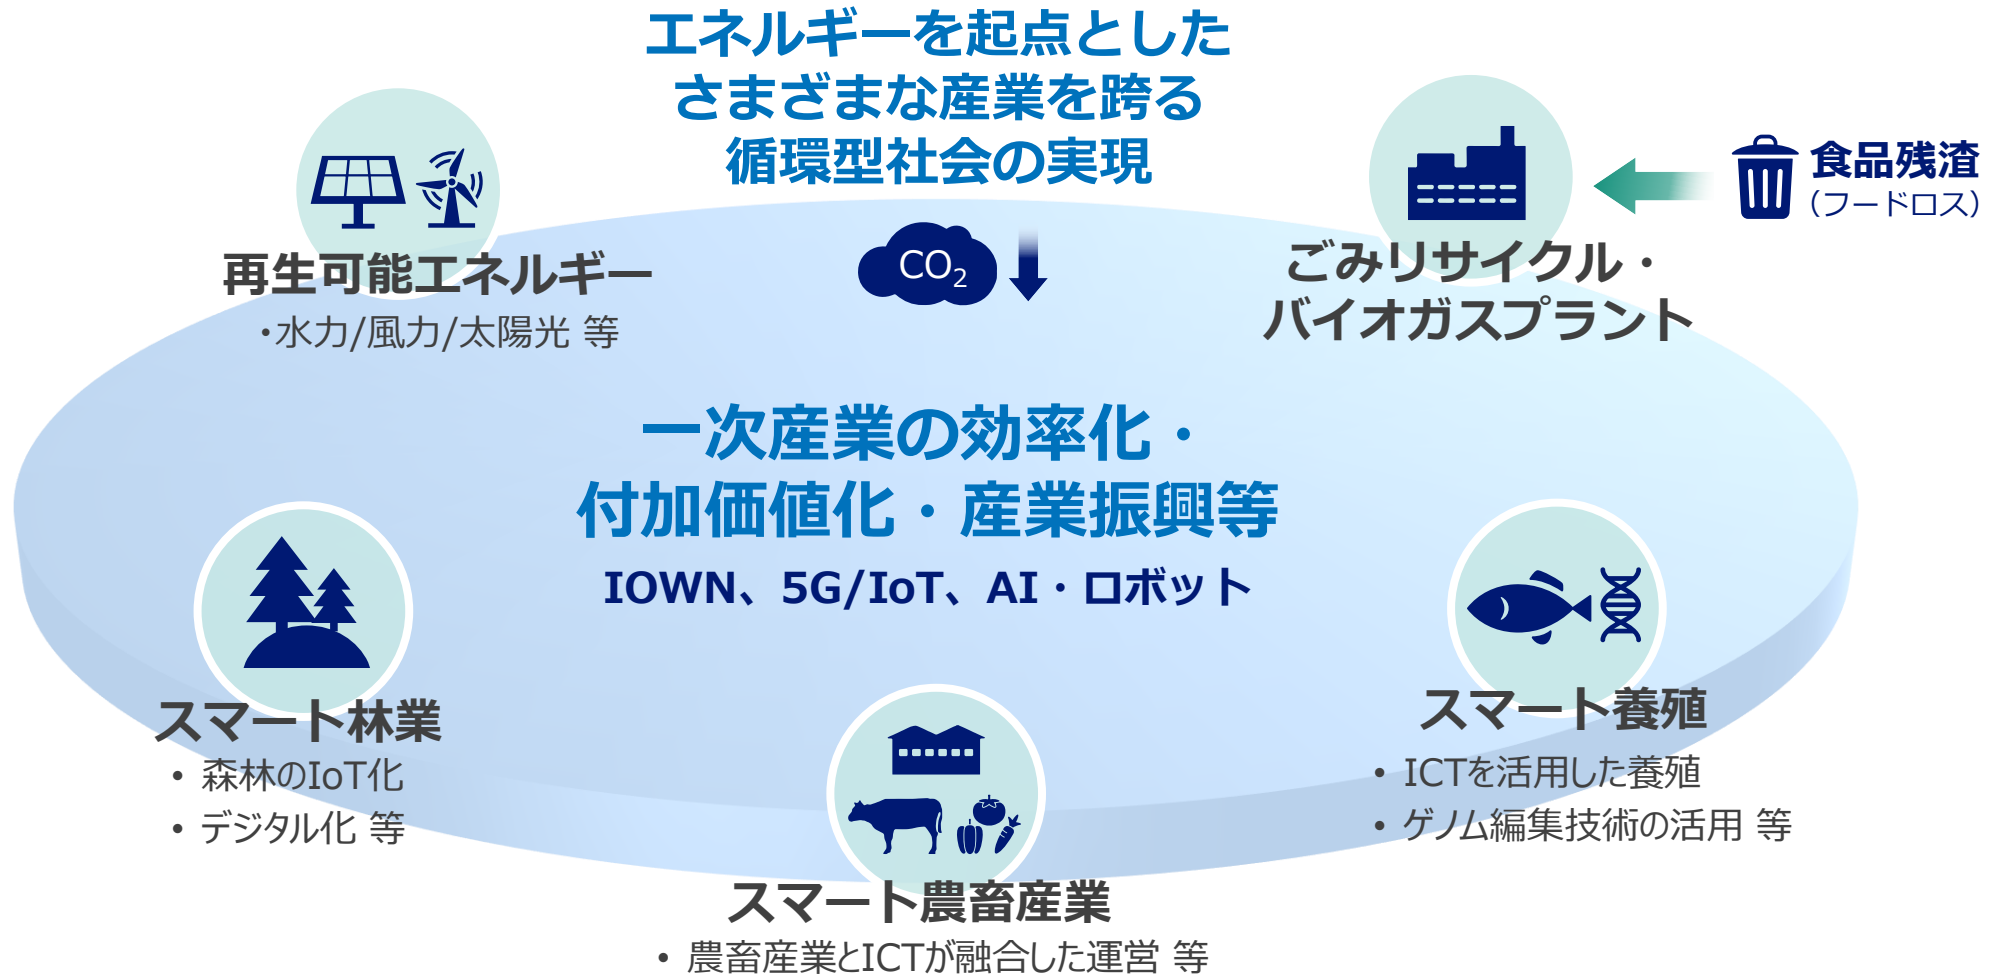 エネルギーを起点とした
さまざまな産業を跨る
循環型社会の実現
食品残渣
（フードロス）
CO₂
再生可能エネルギー
・水力/風力/太陽光 等
ごみリサイクル・
バイオガスプラント
一次産業の効率化・
付加価値化・産業振興等
IOWN、5G/IoT、AI・ロボット
スマート林業
• 森林のIoT化
• デジタル化 等
スマート養殖
• ICTを活用した養殖
• ゲノム編集技術の活用 等
スマート農畜産業
• 農畜産業とICTが融合した運営 等